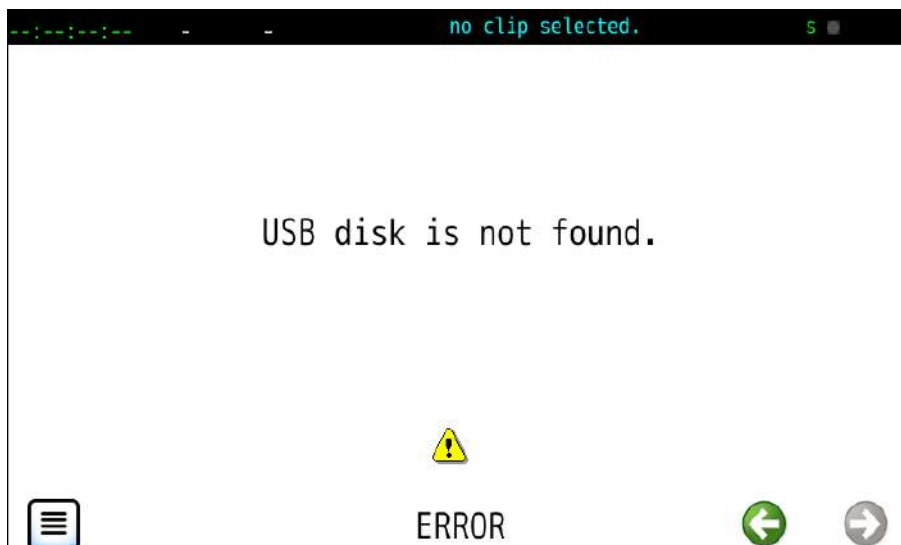 --:--:--:-- - - no clip selected. S
USB disk is not found.
ERROR